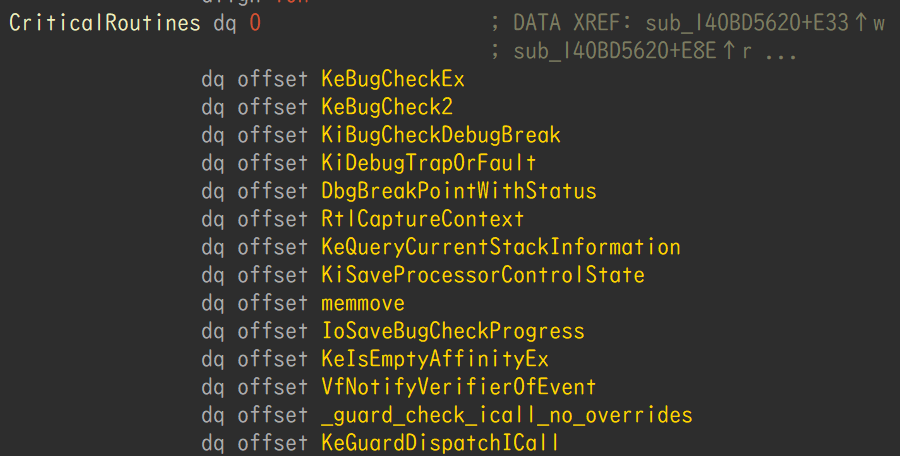 CriticalRoutines dq 0 ; DATA XREF: sub_140BD5620+E33↑w
; sub_140BD5620+E8E↑r ...
dq offset KeBugCheckEx
dq offset KeBugCheck2
dq offset KiBugCheckDebugBreak
dq offset KiDebugTrapOrFault
dq offset DbgBreakPointWithStatus
dq offset RtlCaptureContext
dq offset KeQueryCurrentStackInformation
dq offset KiSaveProcessorControlState
dq offset memmove
dq offset IoSaveBugCheckProgress
dq offset KeIsEmptyAffinityEx
dq offset VfNotifyVerifierOfEvent
dq offset _guard_check_icall_no_overrides
dq offset KeGuardDispatchICall